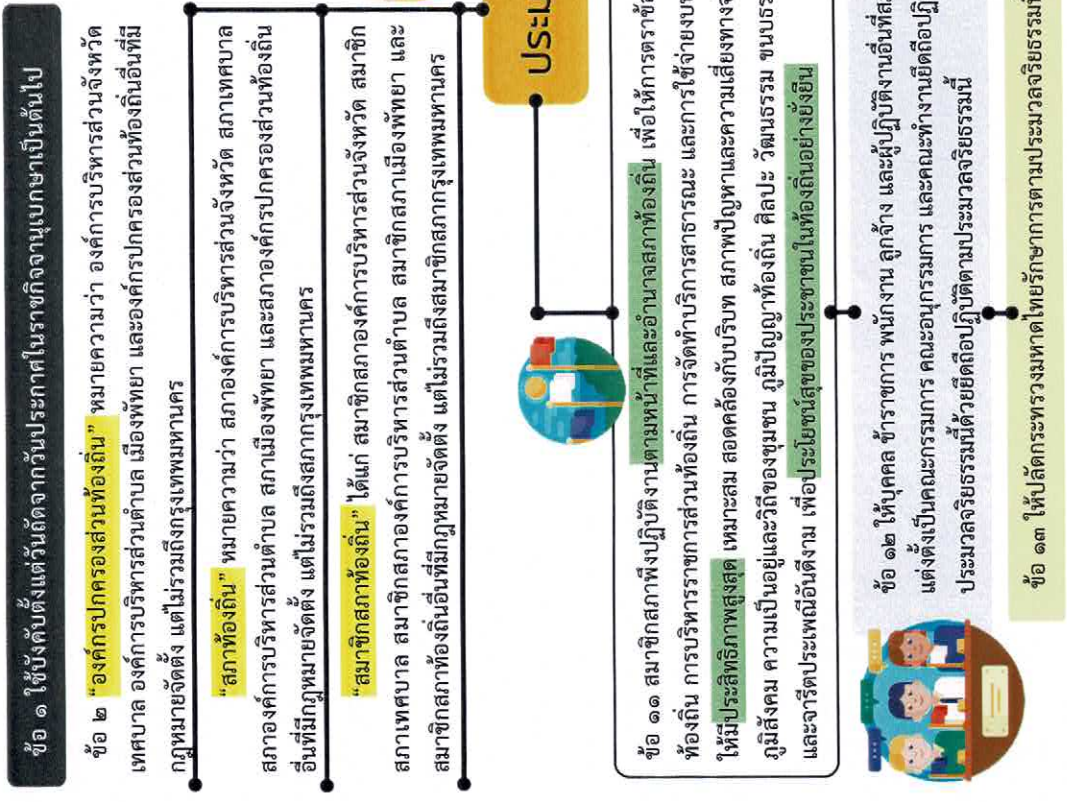 ข้อ ๑ ใช้บังคับตั้งแต่วันถัดจากวันประกาศในราชกิจจานุเบกษาเป็นต้นไป
ข้อ ๒ “องค์กรปกครองส่วนท้องถิ่น” หมายความว่า องค์การบริหารส่วนจังหวัด
เทศบาล องค์การบริหารส่วนตำบล เมืองพัทยา และองค์กรปกครองส่วนท้องถิ่นอื่นที่มี
กฎหมายจัดตั้ง แต่ไม่รวมถึงกรุงเทพมหานคร
“สภาท้องถิ่น” หมายความว่า สภาองค์การบริหารส่วนจังหวัด สภาเทศบาล
สภาองค์การบริหารส่วนตำบล สภาเมืองพัทยา และสภาองค์กรปกครองส่วนท้องถิ่น
อื่นที่มีกฎหมายจัดตั้ง แต่ไม่รวมถึงสภากรุงเทพมหานคร
“สมาชิกสภาท้องถิ่น” ได้แก่ สมาชิกสภาองค์การบริหารส่วนจังหวัด สมาชิก
สภาเทศบาล สมาชิกสภาองค์การบริหารส่วนตำบล สมาชิกสภาเมืองพัทยา และ
สมาชิกสภาท้องถิ่นอื่นที่มีกฎหมายจัดตั้ง แต่ไม่รวมถึงสมาชิกสภากรุงเทพมหานคร
ข้อ ๑๑ สมาชิกสภาพึงปฏิบัติงานตามหน้าที่และอำนาจสภาท้องถิ่น เพื่อให้การตราข้อ
ท้องถิ่น การบริหารราชการส่วนท้องถิ่น การจัดทำบริการสาธารณะ และการใช้จ่ายงบ
ให้มีประสิทธิภาพสูงสุด เหมาะสม สอดคล้องกับบริบท สภาพปัญหาและความเสี่ยงทาง
ภูมิสังคม ความเป็นอยู่และวิถีของชุมชน ภูมิปัญญาท้องถิ่น ศิลปะ วัฒนธรรม ขนบธร
และจารีตประเพณีอันดีงาม เพื่อประโยชน์สุขของประชาชนในท้องถิ่นอย่างยั่งยืน
ข้อ ๑๒ ให้บุคคล ข้าราชการ พนักงาน ลูกจ้าง และผู้ปฏิบัติงานอื่นที่ส
แต่งตั้งเป็นคณะกรรมการ คณะอนุกรรมการ และคณะทำงานยึดถือปฏิ
ประมวลจริยธรรมนี้ด้วยยึดถือปฏิบัติตามประมวลจริยธรรมนี้
ข้อ ๑๓ ให้ปลัดกระทรวงมหาดไทยรักษาการตามประมวลจริยธรรม